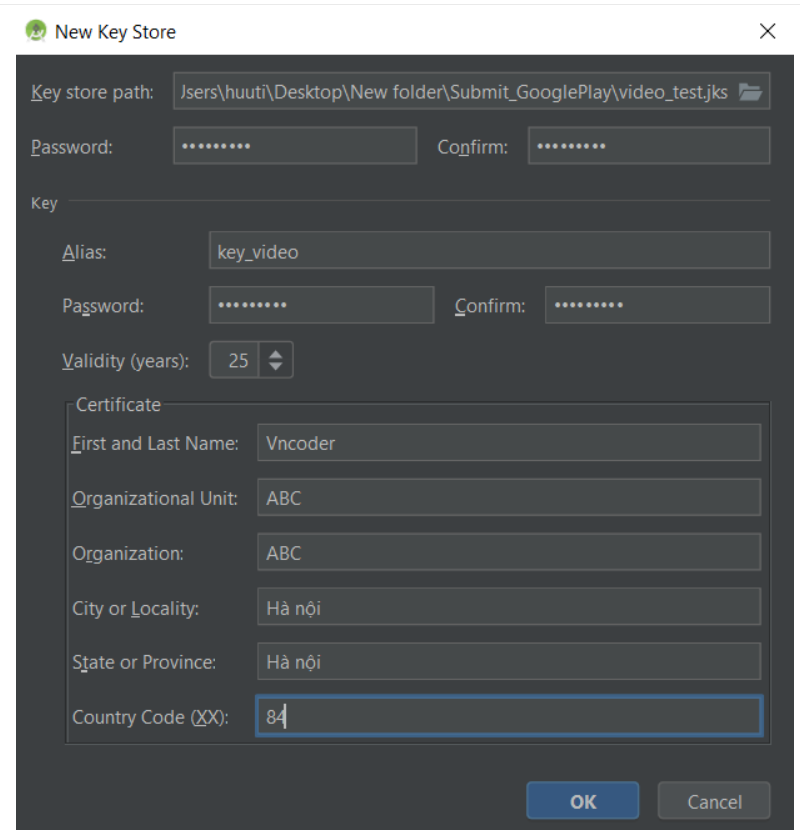 New Key Store
Key store path: Jsers\huuti\Desktop\New folder\Submit_GooglePlay\video_test.jks
Password: ••••••••• Confirm: •••••••••
Key
Alias: key_video
Password: ••••••••• Confirm: •••••••••
Validity (years): 25
Certificate
First and Last Name: Vncoder
Organizational Unit: ABC
Organization: ABC
City or Locality: Hà nội
State or Province: Hà nội
Country Code (XX): 84
OK Cancel